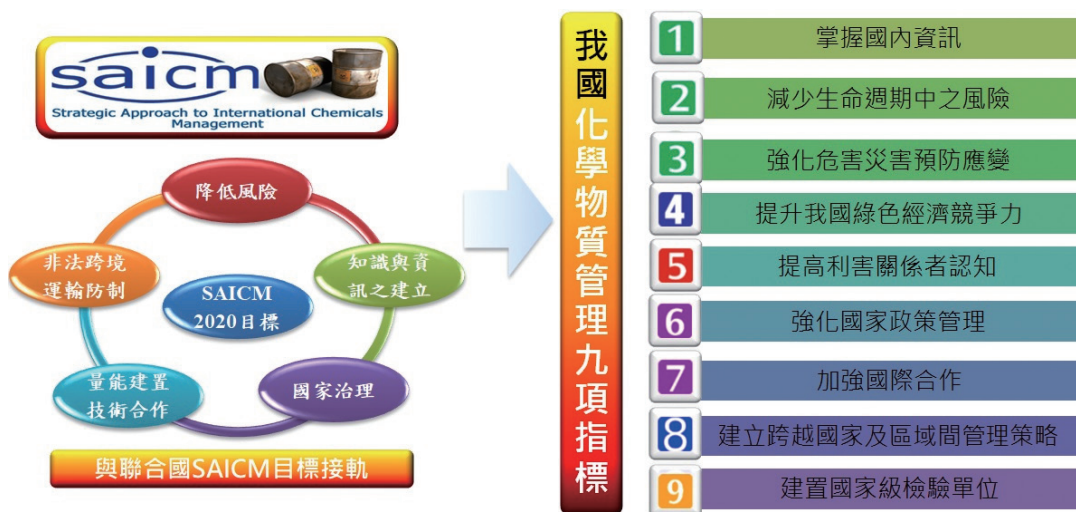 saicm
Strategic Approach to International Chemicals
Management
降低風險
非法跨境
運輸防制
知識與資
訊之建立
SAICM
2020目標
量能建置
技術合作
國家治理
與聯合國SAICM目標接軌
我國化學物質管理九項指標
1 掌握國內資訊
2 減少生命週期中之風險
3 強化危害災害預防應變
4 提升我國綠色經濟競爭力
5 提高利害關係者認知
6 強化國家政策管理
7 加強國際合作
8 建立跨越國家及區域間管理策略
9 建置國家級檢驗單位